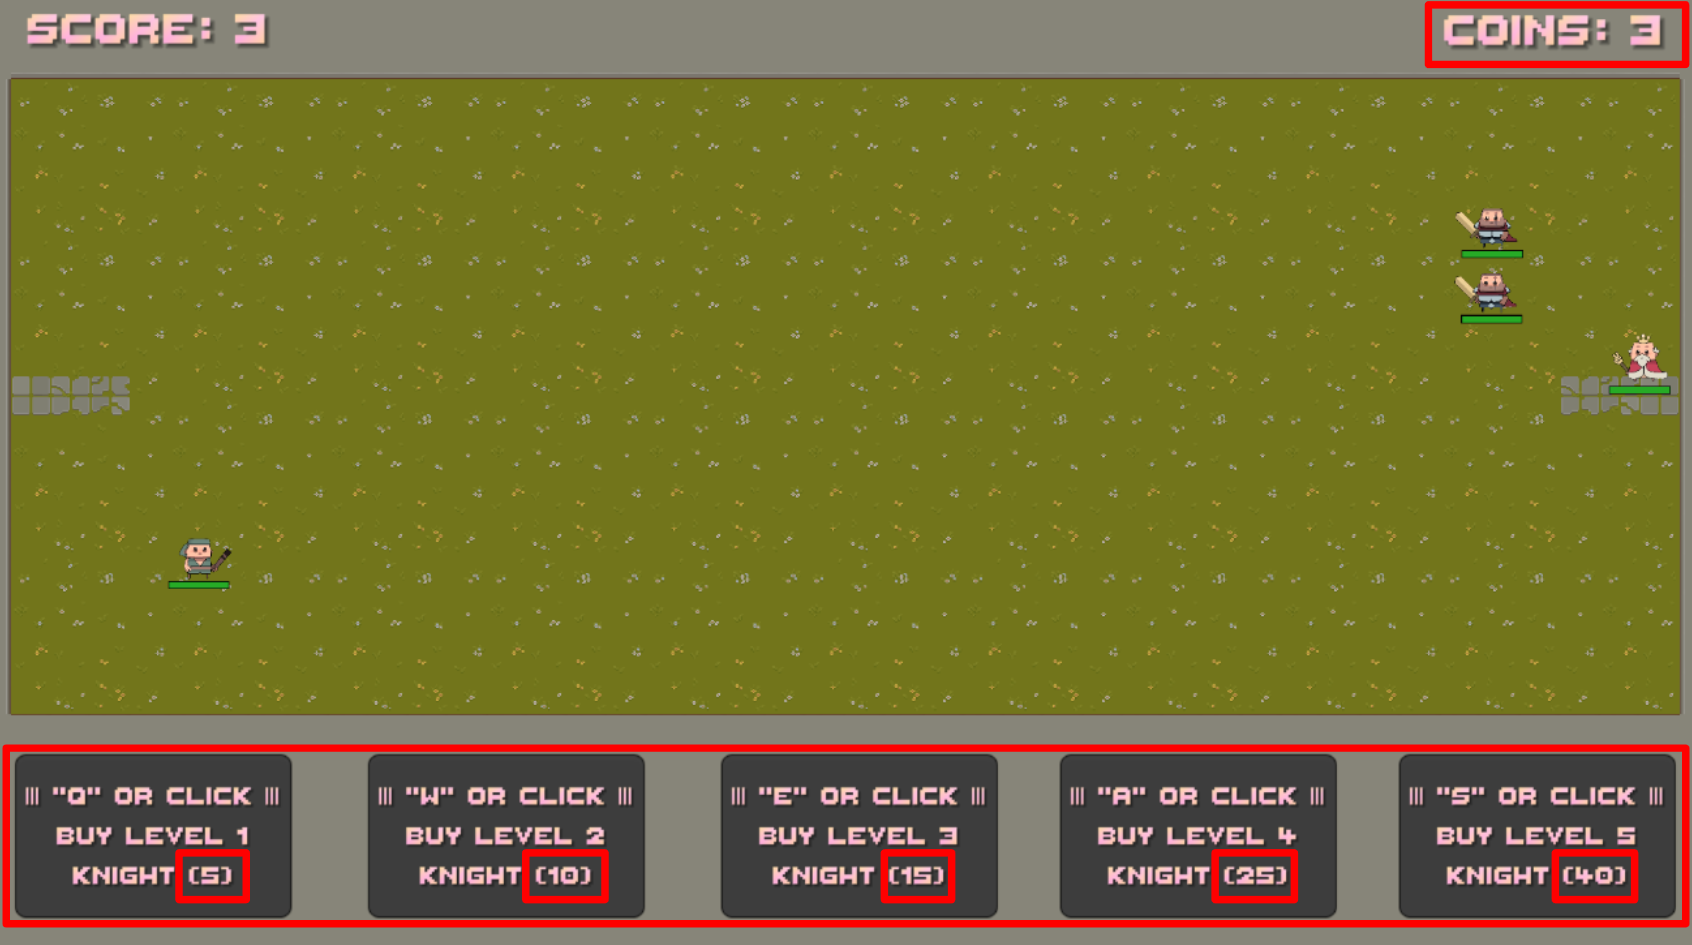 SCORE: 3
COINS: 3
||| "Q" OR CLICK |||
BUY LEVEL 1
KNIGHT (5)
||| "W" OR CLICK |||
BUY LEVEL 2
KNIGHT (10)
||| "E" OR CLICK |||
BUY LEVEL 3
KNIGHT (15)
||| "A" OR CLICK |||
BUY LEVEL 4
KNIGHT (25)
||| "S" OR CLICK |||
BUY LEVEL 5
KNIGHT (40)